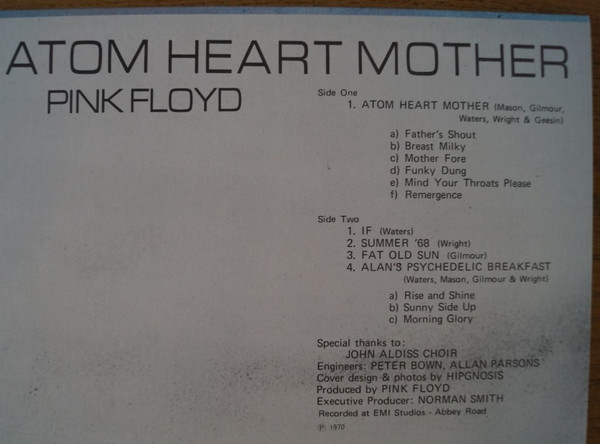 ATOM HEART MOTHER
PINK FLOYD
Side One
1. ATOM HEART MOTHER (Mason, Gilmour,
Waters, Wright & Geesin)
a) Father's Shout
b) Breast Milky
c) Mother Fore
d) Funky Dung
e) Mind Your Throats Please
f) Remergence
Side Two
1. IF (Waters)
2. SUMMER '68 (Wright)
3. FAT OLD SUN (Gilmour)
4. ALAN'S PSYCHEDELIC BREAKFAST
(Waters, Mason, Gilmour & Wright)
a) Rise and Shine
b) Sunny Side Up
c) Morning Glory
Special thanks to:
JOHN ALDISS CHOIR
Engineers: PETER BOWN, ALLAN PARSONS
Cover design & photos by HIPGNOSIS
Produced by PINK FLOYD
Executive Producer: NORMAN SMITH
Recorded at EMI Studios - Abbey Road
℗ 1970